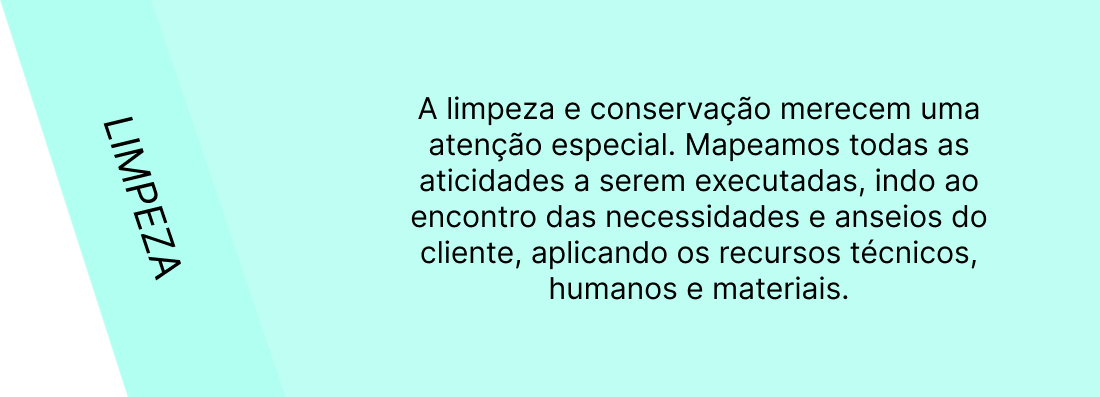 LIMPEZA
A limpeza e conservação merecem uma
atenção especial. Mapeamos todas as
aticidades a serem executadas, indo ao
encontro das necessidades e anseios do
cliente, aplicando os recursos técnicos,
humanos e materiais.